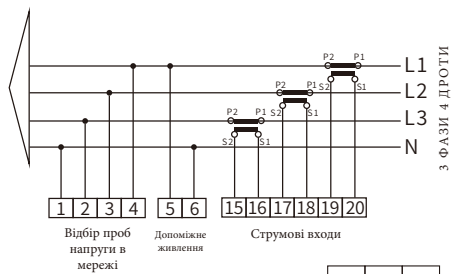 P2 P1
L1
P2 P1 S2 S1
L2
P2 P1 S2 S1
L3
S2 S1
N
3 ФАЗИ 4 ДРОТИ
1 2 3 4 5 6 15 16 17 18 19 20
Відбір проб
напруги в
мережі
Допоміжне
живлення
Струмові входи